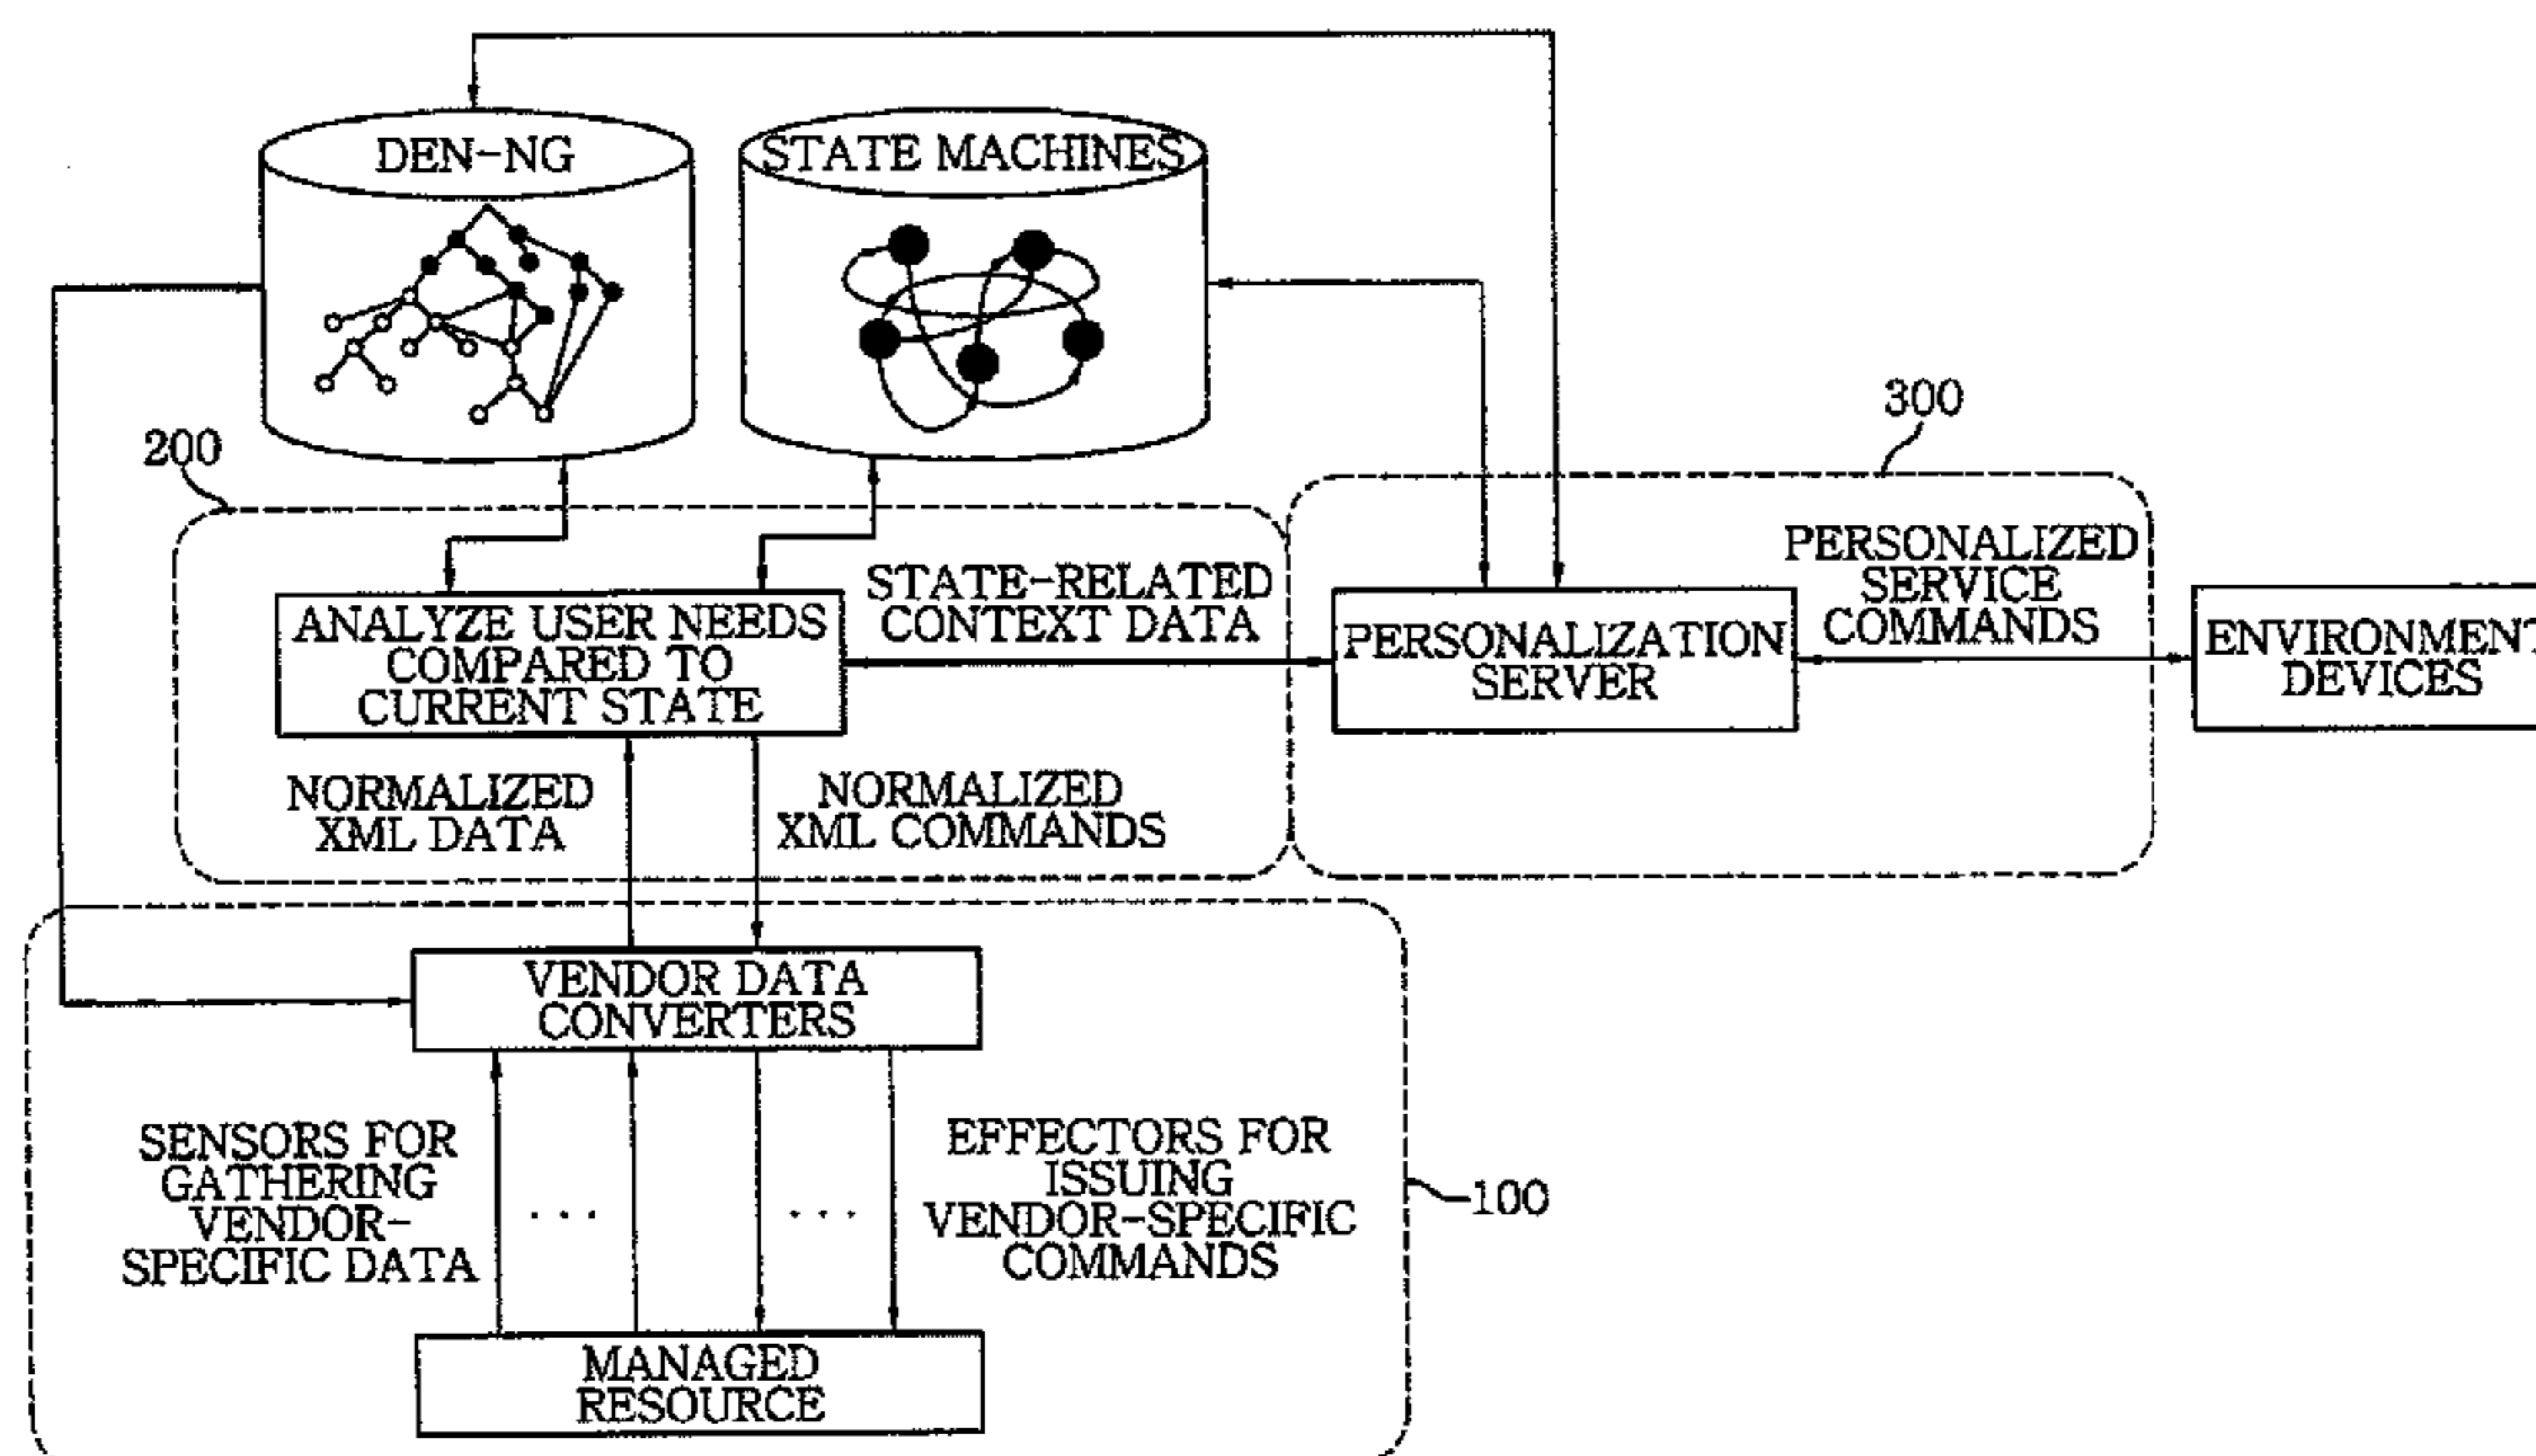 DEN-NG
STATE MACHINES
200
300
STATE-RELATED
CONTEXT DATA
PERSONALIZED
SERVICE
COMMANDS
ANALYZE USER NEEDS
COMPARED TO
CURRENT STATE
PERSONALIZATION
SERVER
ENVIRONMENT
DEVICES
NORMALIZED
XML DATA
NORMALIZED
XML COMMANDS
VENDOR DATA
CONVERTERS
SENSORS FOR
GATHERING
VENDOR-
SPECIFIC DATA
. . .
. . .
EFFECTORS FOR
ISSUING
VENDOR-SPECIFIC
COMMANDS
100
MANAGED
RESOURCE